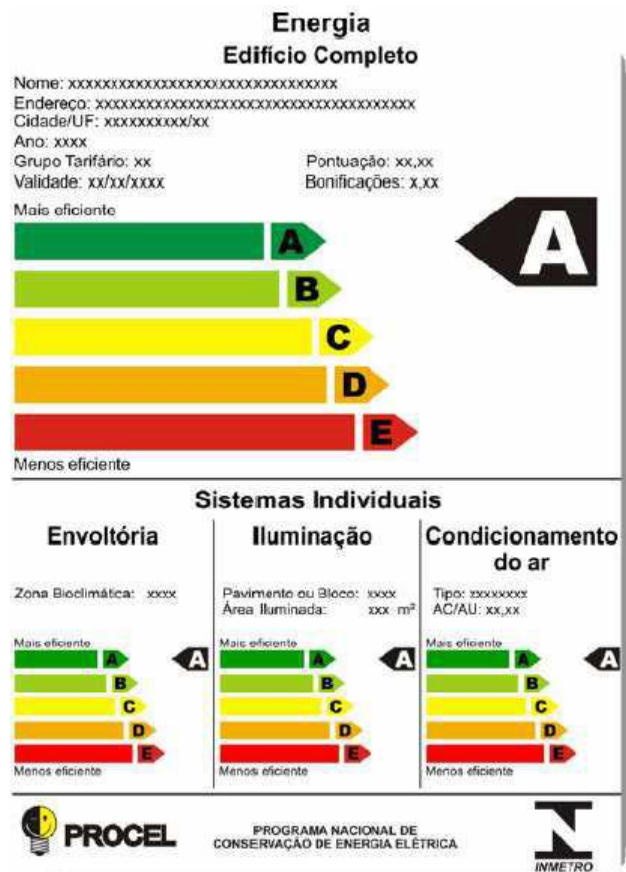 Energia
Edifício Completo
Nome: xxxxxxxxxxxxxxxxxxxxxxxxxxxxxxxx
Endereço: xxxxxxxxxxxxxxxxxxxxxxxxxxxxxxxxxxxxxx
Cidade/UF: xxxxxxxxxx/xx
Ano: xxxx
Grupo Tarifário: xx Pontuação: xx,xx
Validade: xx/xx/xxxx Bonificações: x,xx
Mais eficiente
A A
B
C
D
E
Menos eficiente
Sistemas Individuais
Envoltória
Zona Bioclimática: xxxx
Mais eficiente
A A
B
C
D
E
Menos eficiente
Iluminação
Pavimento ou Bloco: xxxx
Área Iluminada: xxx m²
Mais eficiente
A A
B
C
D
E
Menos eficiente
Condicionamento
do ar
Tipo: xxxxxxxx
AC/AU: xx,xx
Mais eficiente
A A
B
C
D
E
Menos eficiente
PROCEL
PROGRAMA NACIONAL DE
CONSERVAÇÃO DE ENERGIA ELÉTRICA
INMETRO